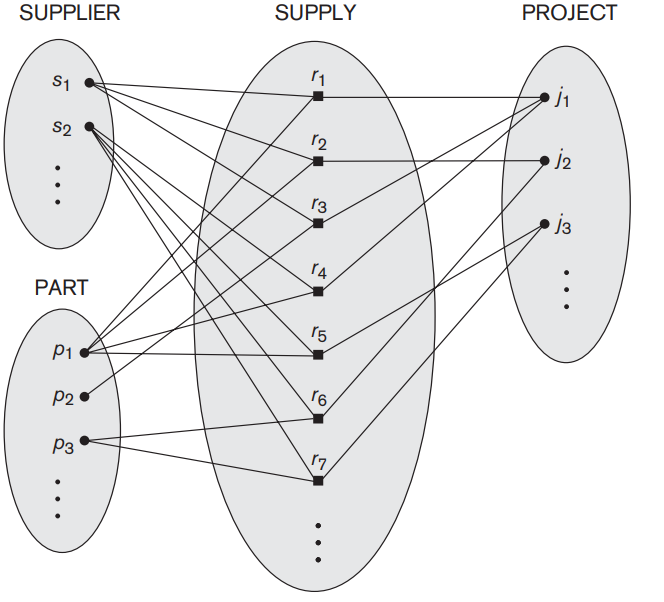 SUPPLIER
SUPPLY
PROJECT
s1
s2
PART
p1
p2
p3
r1
r2
r3
r4
r5
r6
r7
j1
j2
j3